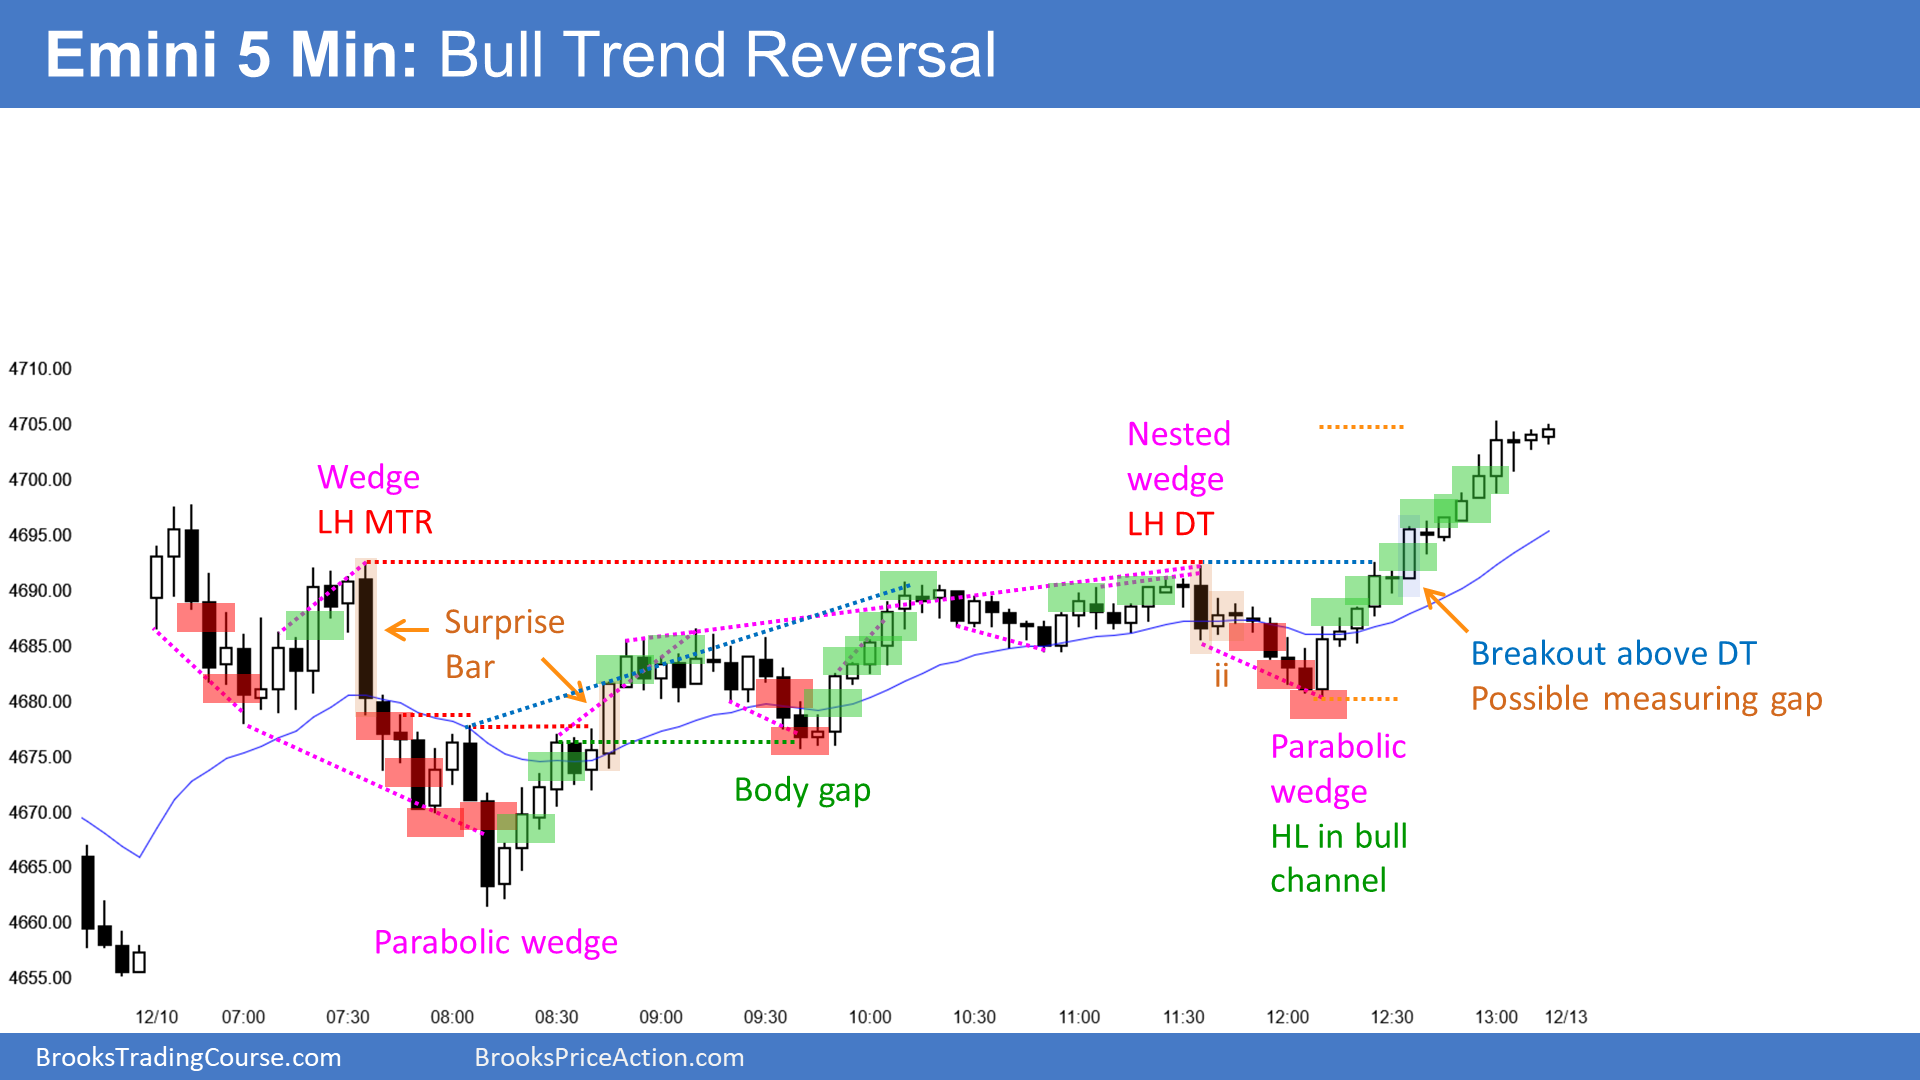 Emini 5 Min: Bull Trend Reversal
Wedge
LH MTR
Surprise
Bar
Nested
wedge
LH DT
Body gap
ii
Breakout above DT
Possible measuring gap
Parabolic
wedge
HL in bull
channel
Parabolic wedge
4710.00
4705.00
4700.00
4695.00
4690.00
4685.00
4680.00
4675.00
4670.00
4665.00
4660.00
4655.00
12/10 07:00 07:30 08:00 08:30 09:00 09:30 10:00 10:30 11:00 11:30 12:00 12:30 13:00 12/13
BrooksTradingCourse.com BrooksPriceAction.com